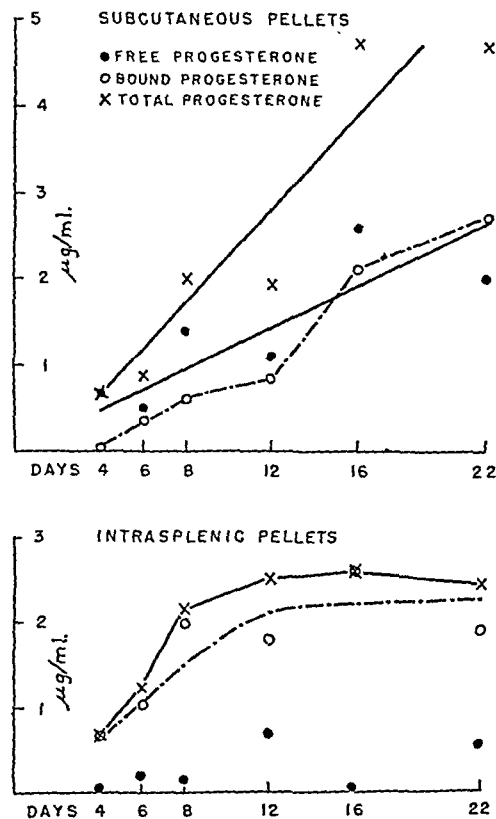 5
SUBCUTANEOUS PELLETS
● FREE PROGESTERONE
○ BOUND PROGESTERONE
× TOTAL PROGESTERONE
4
3
µg/ml.
2
1
DAYS 4 6 8 12 16 22
3
INTRASPLENIC PELLETS
2
µg/ml.
1
DAYS 4 6 8 12 16 22